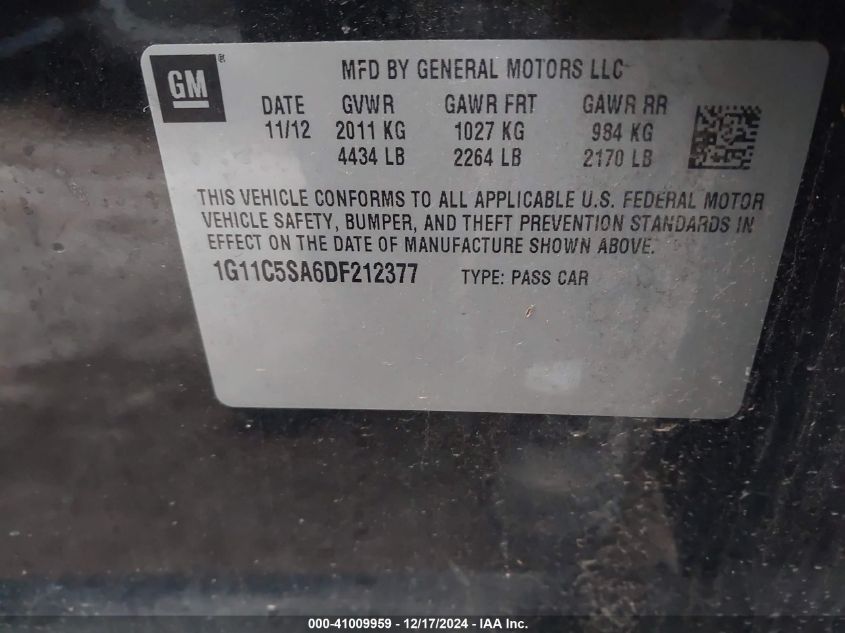 GM®
MFD BY GENERAL MOTORS LLC
DATE GVWR GAWR FRT GAWR RR
11/12 2011 KG 1027 KG 984 KG
4434 LB 2264 LB 2170 LB
THIS VEHICLE CONFORMS TO ALL APPLICABLE U.S. FEDERAL MOTOR
VEHICLE SAFETY, BUMPER, AND THEFT PREVENTION STANDARDS IN
EFFECT ON THE DATE OF MANUFACTURE SHOWN ABOVE.
1G11C5SA6DF212377 TYPE: PASS CAR
000-41009959 – 12/17/2024 – IAA Inc.